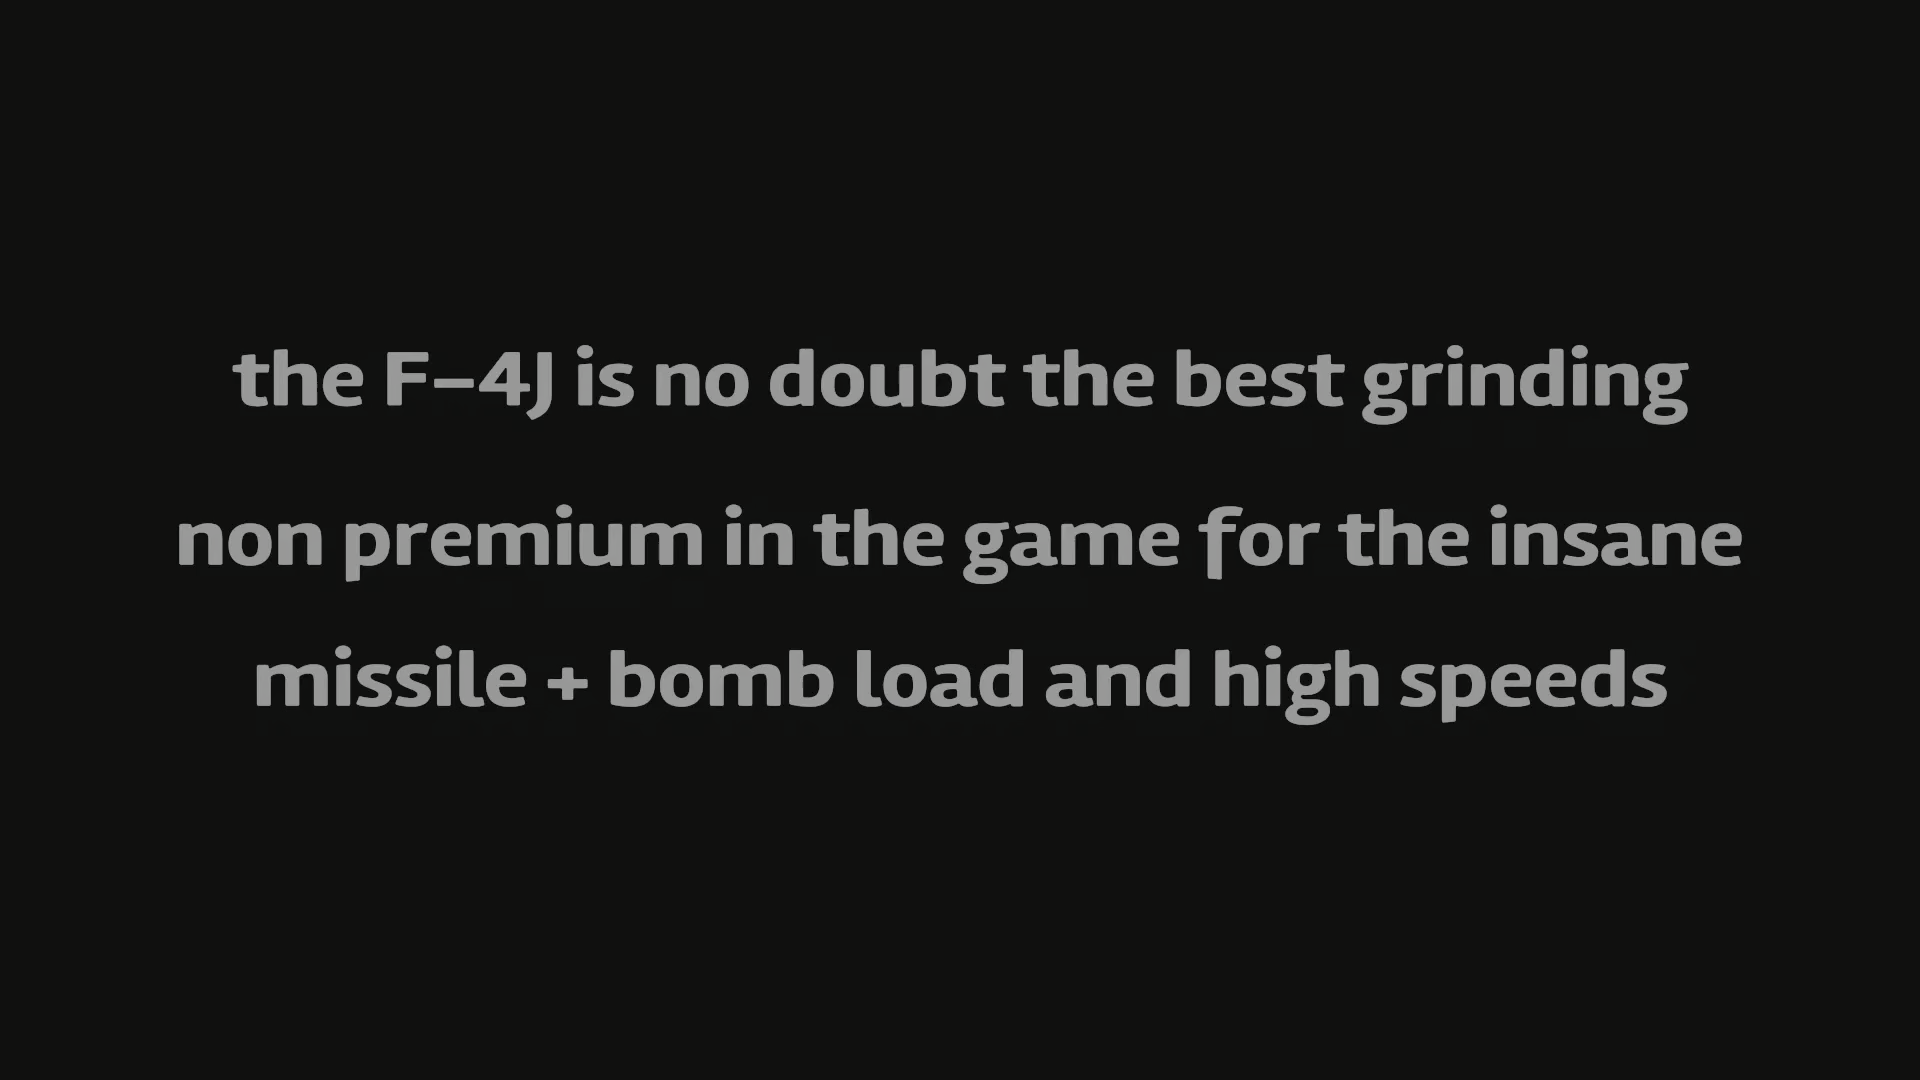 the F-4J is no doubt the best grinding
non premium in the game for the insane
missile + bomb load and high speeds